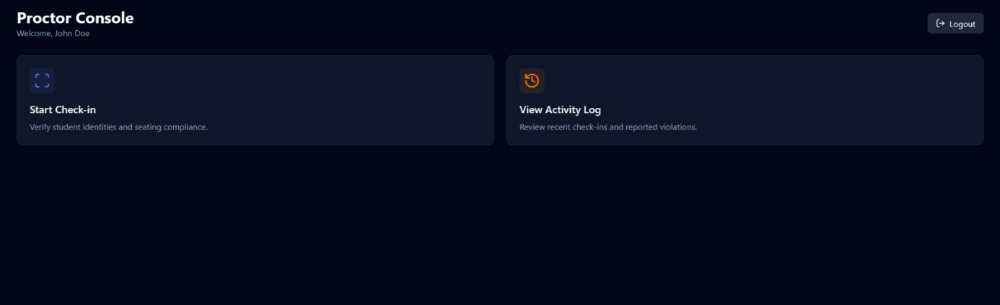 Proctor Console
Welcome, John Doe
Logout
Start Check-in
Verify student identities and seating compliance.
View Activity Log
Review recent check-ins and reported violations.